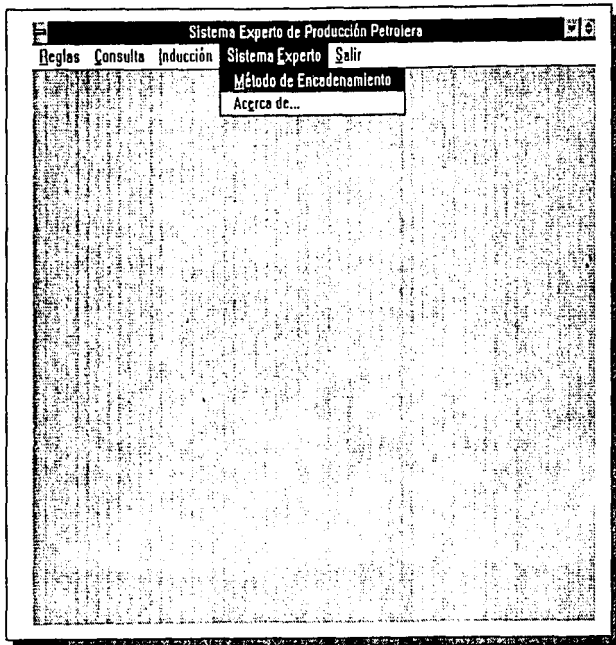 Sistema Experto de Producción Petrolera
Reglas Consulta Inducción Sistema Experto Salir
Método de Encadenamiento
Acerca de...